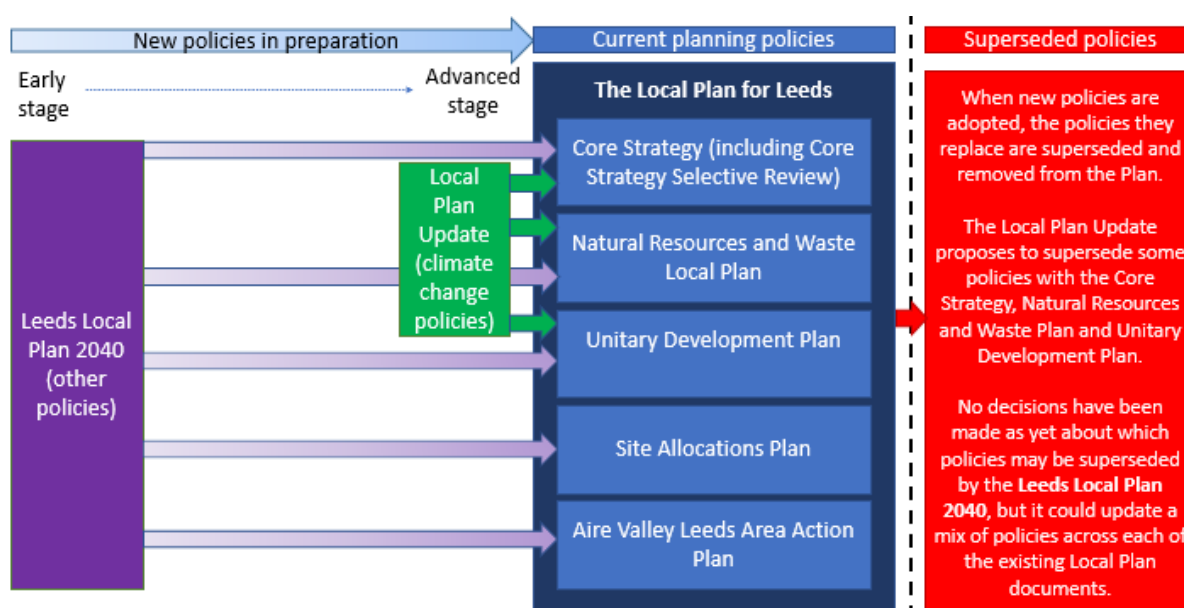 New policies in preparation
Current planning policies
Superseded policies
Early
stage
Advanced
stage
Leeds Local
Plan 2040
(other
policies)
Local
Plan
Update
(climate
change
policies)
The Local Plan for Leeds
Core Strategy (including Core
Strategy Selective Review)
Natural Resources and Waste
Local Plan
Unitary Development Plan
Site Allocations Plan
Aire Valley Leeds Area Action
Plan
When new policies are
adopted, the policies they
replace are superseded and
removed from the Plan.
The Local Plan Update
proposes to supersede some
policies with the Core
Strategy, Natural Resources
and Waste Plan and Unitary
Development Plan.
No decisions have been
made as yet about which
policies may be superseded
by the Leeds Local Plan
2040, but it could update a
mix of policies across each of
the existing Local Plan
documents.